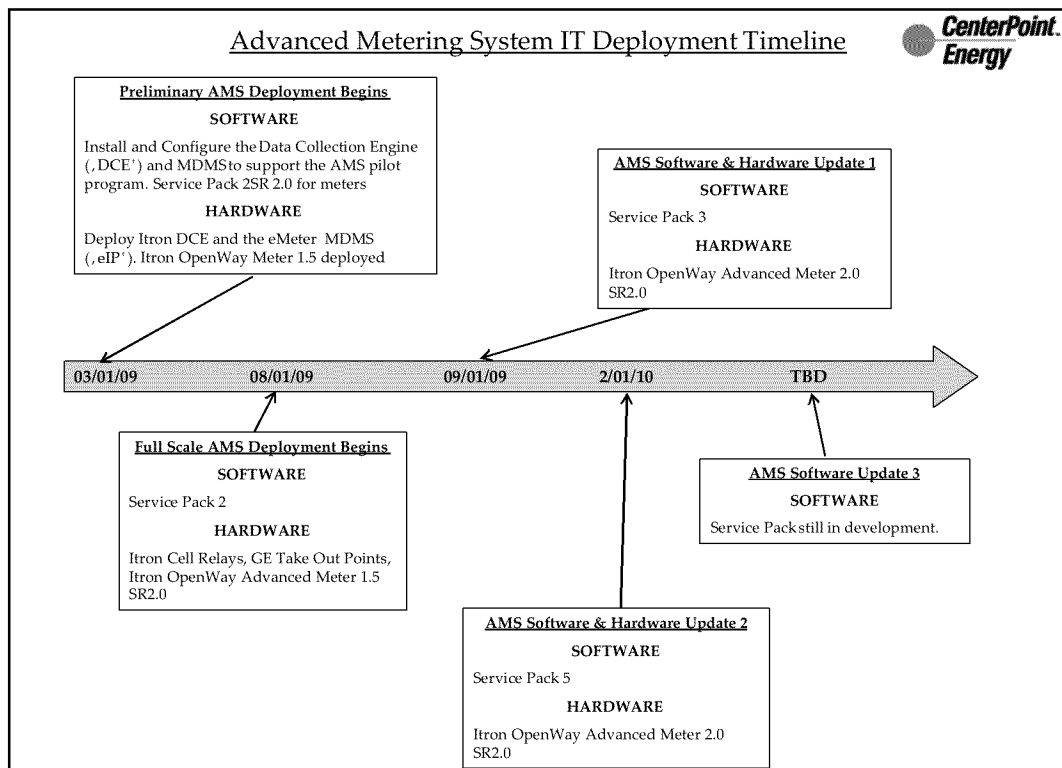 Advanced Metering System IT Deployment Timeline
CenterPoint.
Energy
Preliminary AMS Deployment Begins
SOFTWARE
Install and Configure the Data Collection Engine
(‚DCE‛) and MDMS to support the AMS pilot
program. Service Pack 2SR 2.0 for meters
HARDWARE
Deploy Itron DCE and the eMeter MDMS
(‚eIP‛). Itron OpenWay Meter 1.5 deployed
AMS Software & Hardware Update 1
SOFTWARE
Service Pack 3
HARDWARE
Itron OpenWay Advanced Meter 2.0
SR2.0
03/01/09 08/01/09 09/01/09 2/01/10 TBD
Full Scale AMS Deployment Begins
SOFTWARE
Service Pack 2
HARDWARE
Itron Cell Relays, GE Take Out Points,
Itron OpenWay Advanced Meter 1.5
SR2.0
AMS Software Update 3
SOFTWARE
Service Pack still in development.
AMS Software & Hardware Update 2
SOFTWARE
Service Pack 5
HARDWARE
Itron OpenWay Advanced Meter 2.0
SR2.0